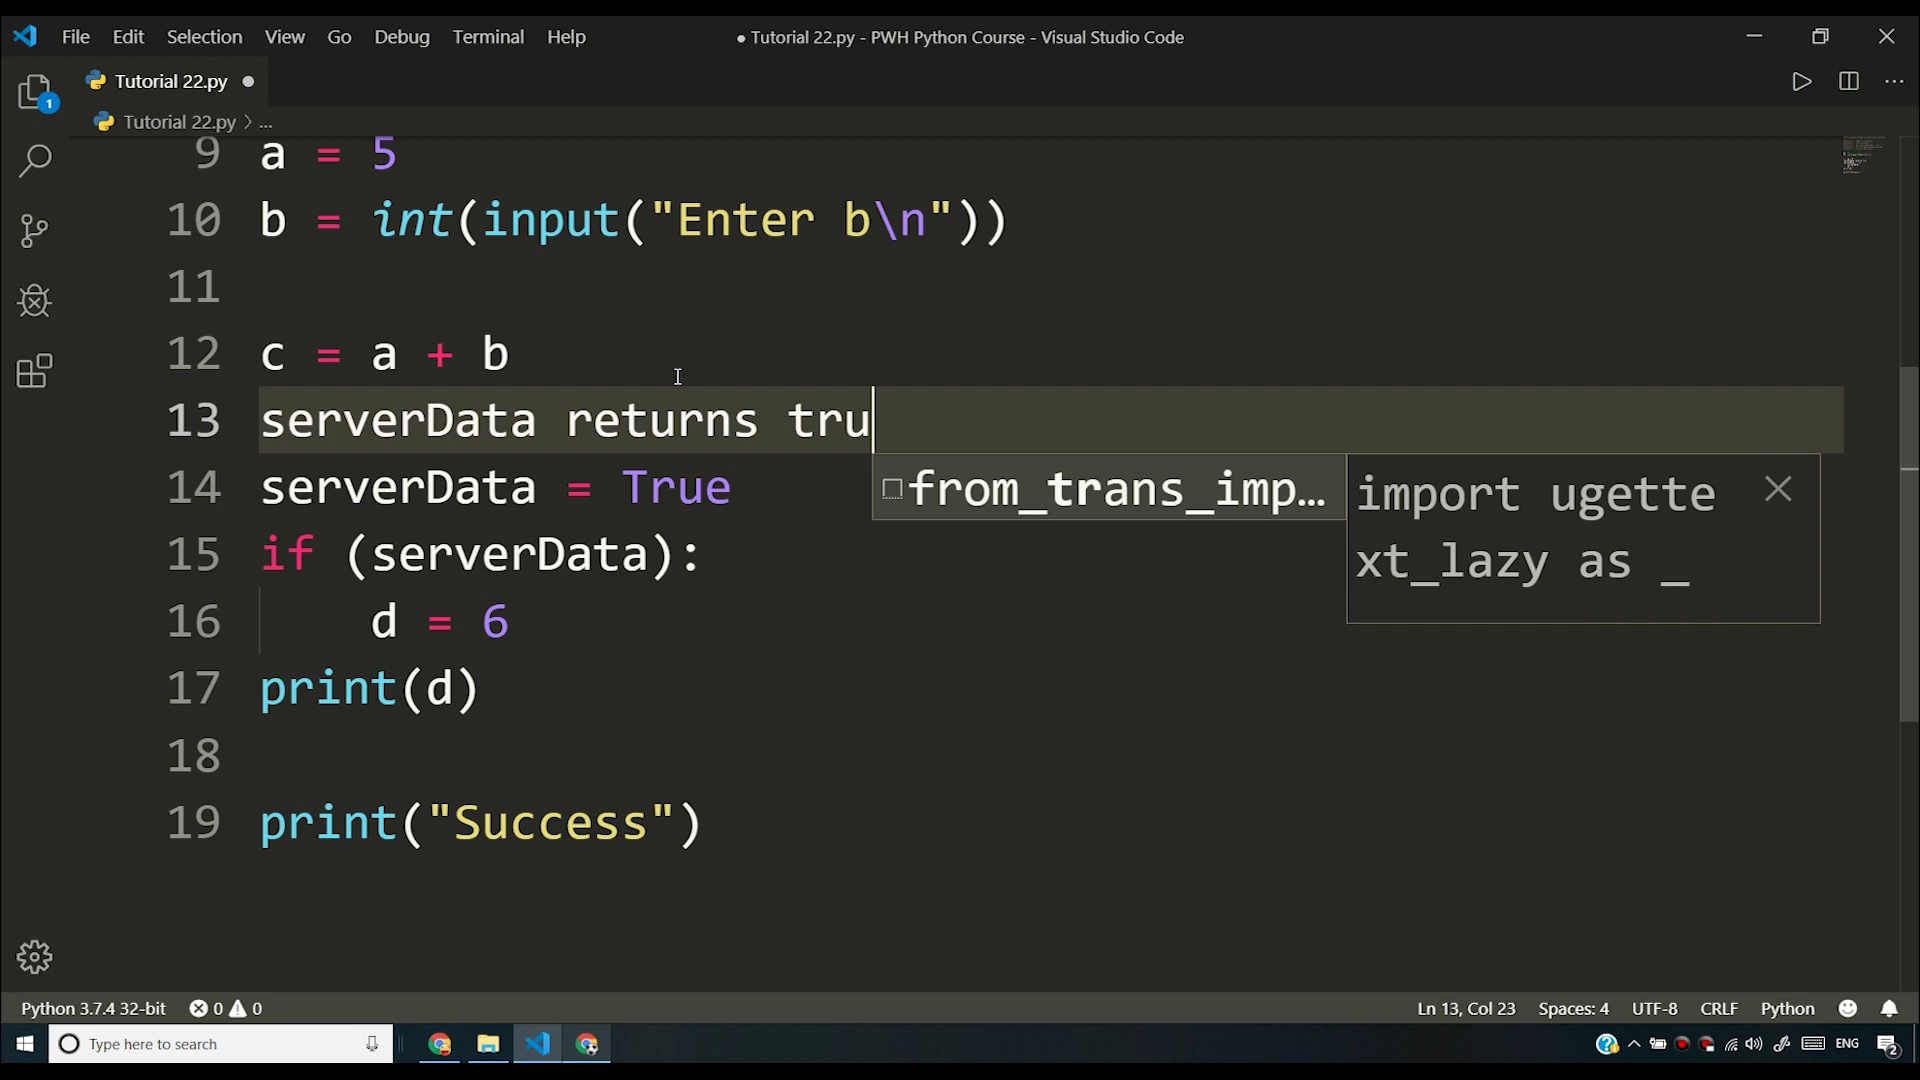 File Edit Selection View Go Debug Terminal Help
● Tutorial 22.py - PWH Python Course - Visual Studio Code
Tutorial 22.py ●
1
Tutorial 22.py > ...
9 a = 5
10 b = int(input("Enter b\n"))
11
12 c = a + b
13 serverData returns tru
14 serverData = True
from_trans_imp...
import ugette
xt_lazy as _
15 if (serverData):
16 d = 6
17 print(d)
18
19 print("Success")
Python 3.7.4 32-bit 0 0
Ln 13, Col 23 Spaces: 4 UTF-8 CRLF Python
Type here to search
ENG
2